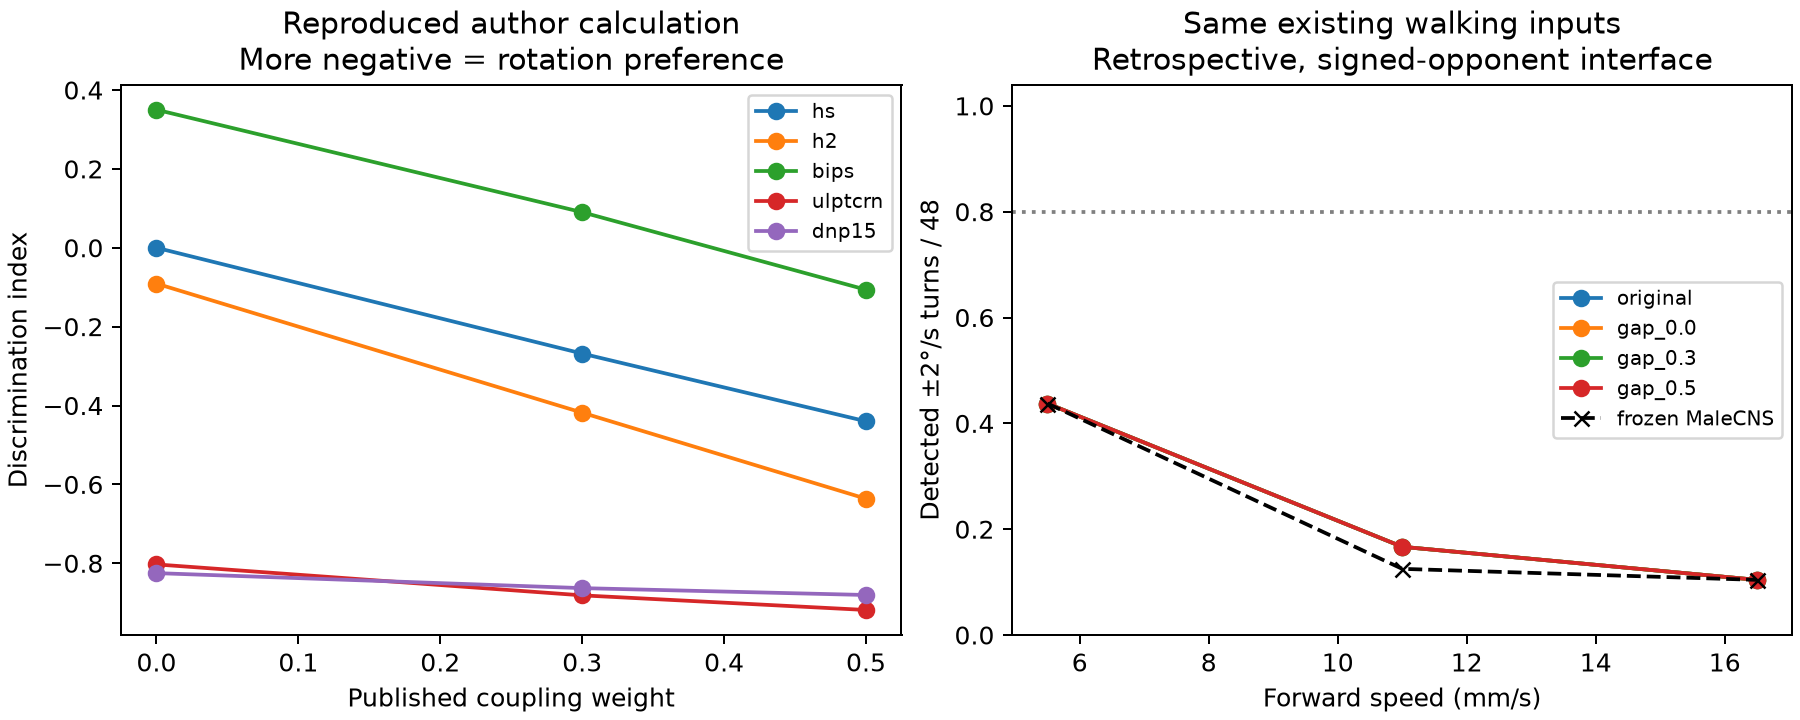 Reproduced author calculation
More negative = rotation preference
Discrimination index
0.4
0.2
0.0
−0.2
−0.4
−0.6
−0.8
hs
h2
bips
ulptcrn
dnp15
0.0
0.1
0.2
0.3
0.4
0.5
Published coupling weight
Same existing walking inputs
Retrospective, signed-opponent interface
Detected ±2°/s turns / 48
1.0
0.8
0.6
0.4
0.2
0.0
original
gap_0.0
gap_0.3
gap_0.5
frozen MaleCNS
6
8
10
12
14
16
Forward speed (mm/s)